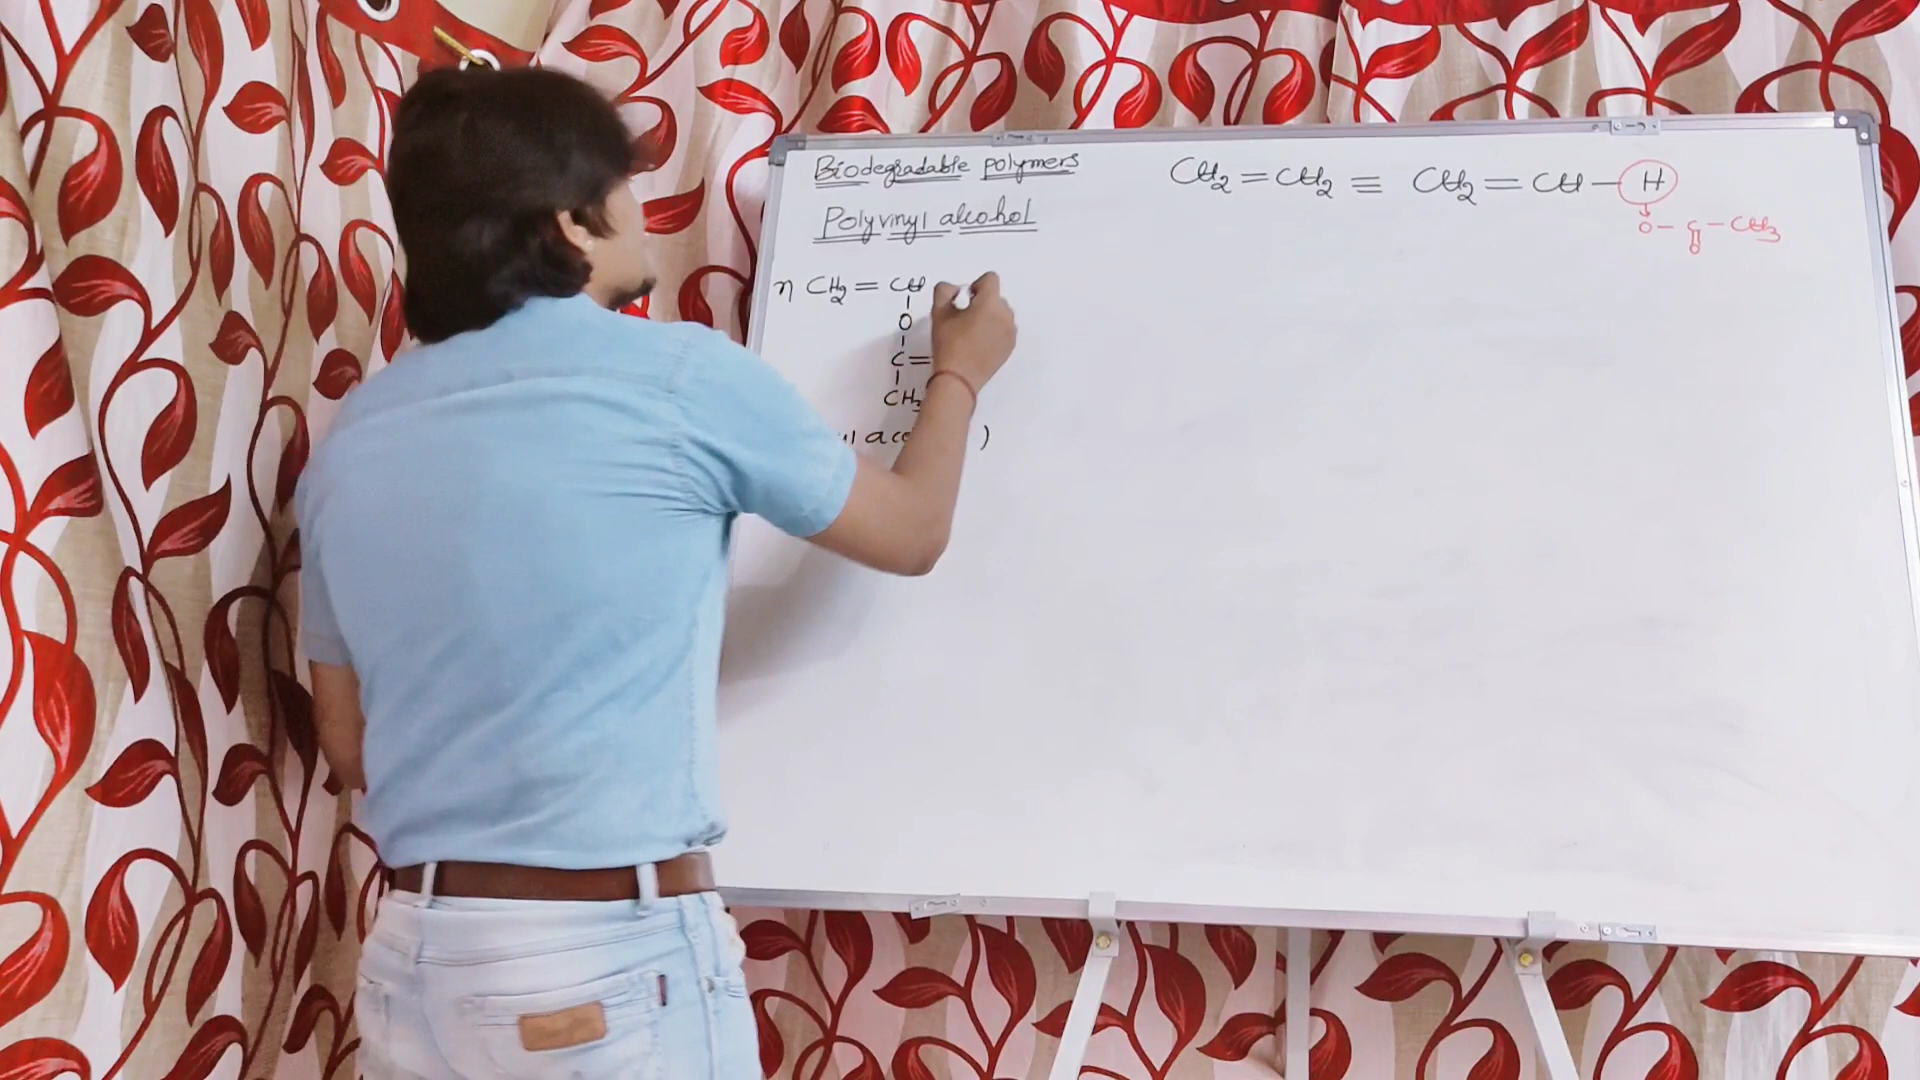 Biodegradable polymers
Polyvinyl alcohol
n CH2 = CH
O
C =
CH3
)
CH2 = CH2 ≡ CH2 = CH — H
O - C - CH3
O